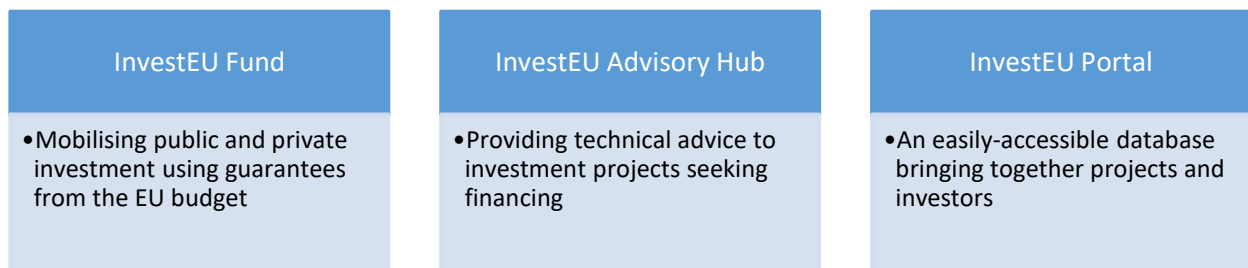 InvestEU Fund
•Mobilising public and private
investment using guarantees
from the EU budget
InvestEU Advisory Hub
•Providing technical advice to
investment projects seeking
financing
InvestEU Portal
•An easily-accessible database
bringing together projects and
investors